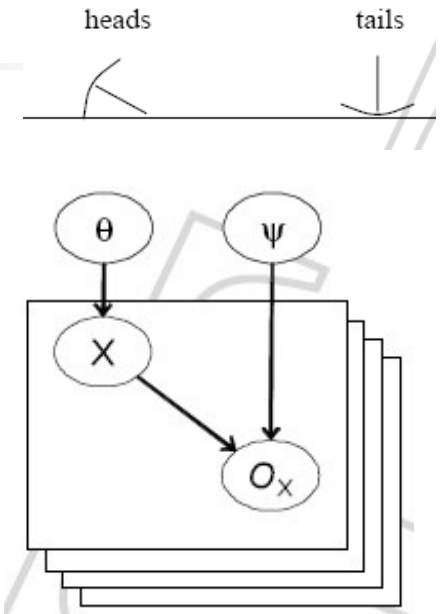 heads tails
θ ψ
X
O_X